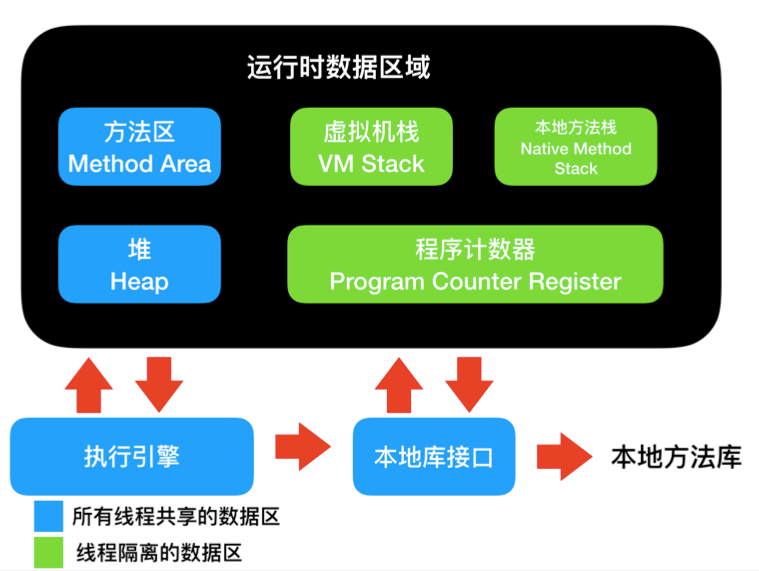 运行时数据区域
方法区
Method Area
虚拟机栈
VM Stack
本地方法栈
Native Method
Stack
堆
Heap
程序计数器
Program Counter Register
执行引擎
本地库接口
本地方法库
所有线程共享的数据区
线程隔离的数据区